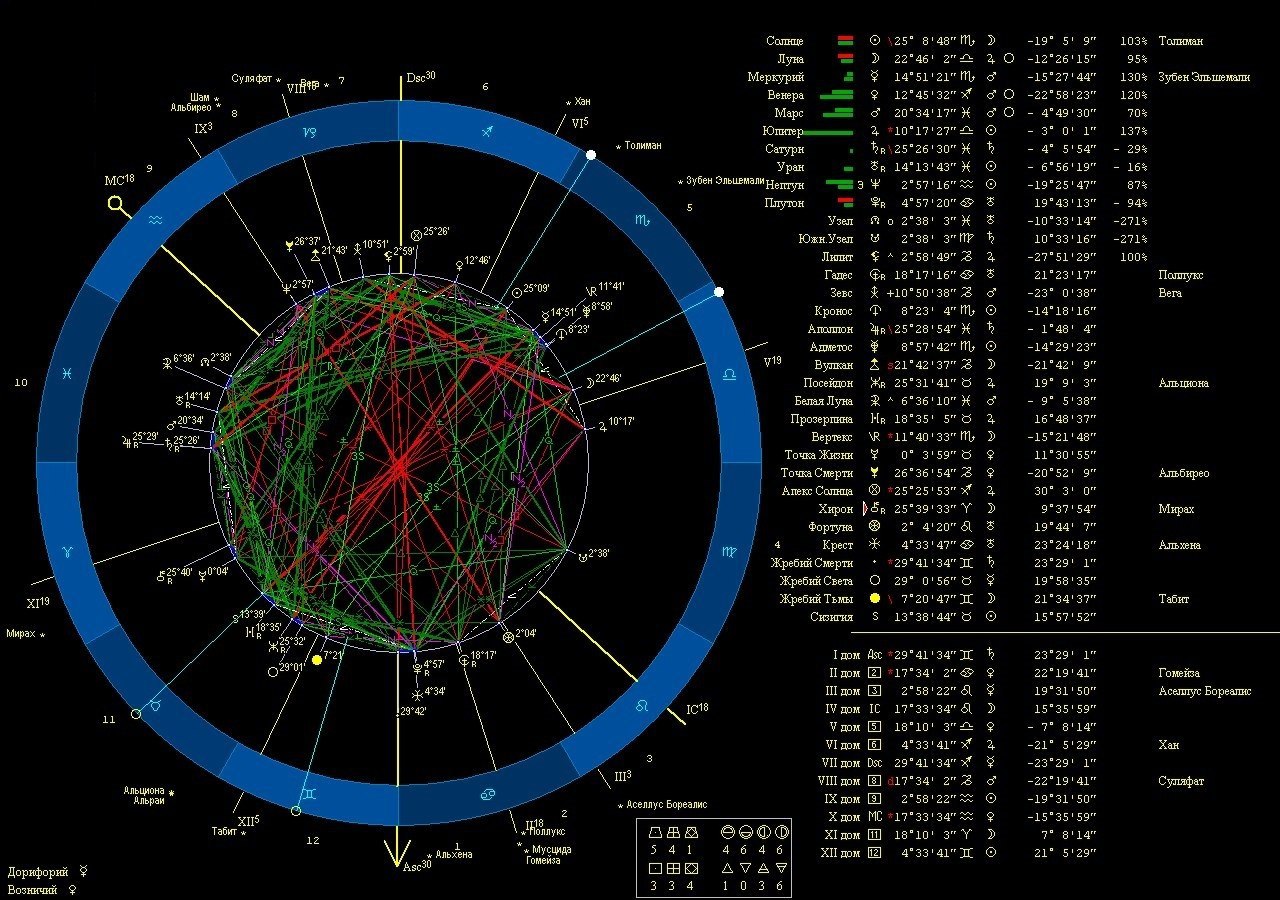 Солнце ☉ \25° 8'48" ♏ ☽ -19° 5' 9" 103% Толиман
Луна ☽ 22°46' 2" ♎ ♃ ○ -12°26'15" 95%
Меркурий ☿ 14°51'21" ♏ ♂ -15°27'44" 130% Зубен Эльшемали
Венера ♀ 12°45'32" ♐ ♂ ○ -22°58'23" 120%
Марс ♂ 20°34'17" ♓ ♂ ○ - 4°49'30" 70%
Юпитер ♃ *10°17'27" ♎ ☉ - 3° 0' 1" 137%
Сатурн ♄R \25°26'30" ♓ ♄ - 4° 5'54" - 29%
Уран ♅R 14°13'43" ♓ ☉ - 6°56'19" - 16%
Нептун Э ♆ 2°57'16" ♒ ☉ -19°25'47" 87%
Плутон R 4°57'20" ♋ ♅ 19°43'13" - 94%
Узел ☊ о 2°38' 3" ♓ ♅ -10°33'14" -271%
Южн.Узел ☋ 2°38' 3" ♍ ♄ 10°33'16" -271%
Лилит ^ 2°58'49" ♑ ♄ -27°51'29" 100%
Гадес R 18°17'16" ♋ ♅ 21°23'17" Поллукс
Зевс +10°50'38" ♑ ♂ -23° 0'38" Вега
Кронос 8°23' 4" ♏ ☉ -14°18'16"
Аполлон R \25°28'54" ♓ ♄ - 1°48' 4"
Адметос 8°57'42" ♏ ☉ -14°29'23"
Вулкан s21°42'37" ♑ ☽ -21°42' 9"
Посейдон R 25°31'41" ♉ ♃ 19° 9' 3" Альциона
Белая Луна ^ 6°36'10" ♓ ♂ - 9° 5'38"
Прозерпина R 18°35' 5" ♉ ♃ 16°48'37"
Вертекс *11°40'33" ♏ ☽ -15°21'48"
Точка Жизни 0° 3'59" ♉ ♀ 11°30'55"
Точка Смерти 26°36'54" ♑ ♀ -20°52' 9" Альбирео
Апекс Солнца ⊗ *25°25'53" ♐ ♃ 30° 3' 0"
Хирон R 25°39'33" ♈ ☽ 9°37'54" Мирах
Фортуна 2° 4'20" ♌ ♅ 19°44' 7"
4 Крест 4°33'47" ♋ ♅ 23°24'18" Альхена
Жребий Смерти *29°41'34" ♊ ♄ 23°29' 1"
Жребий Света ○ 29° 0'56" ♉ ☿ 19°58'35"
Жребий Тьмы \ 7°20'47" ♊ ☽ 21°34'37" Табит
Сизигия S 13°38'44" ♉ ☉ 15°57'52"
I дом Asc *29°41'34" ♊ ♄ 23°29' 1"
II дом 2 *17°34' 2" ♋ ♀ 22°19'41" Гомейза
III дом 3 2°58'22" ♌ ☿ 19°31'50" Аселлус Бореалис
IV дом IC 17°33'34" ♌ ☽ 15°35'59"
V дом 5 18°10' 3" ♎ ♀ - 7° 8'14"
VI дом 6 4°33'41" ♐ ♃ -21° 5'29" Хан
VII дом Dsc 29°41'34" ♐ ☿ -23°29' 1"
VIII дом 8 d17°34' 2" ♑ ♂ -22°19'41" Суляфат
IX дом 9 2°58'22" ♒ ☉ -19°31'50"
X дом MC *17°33'34" ♒ ♀ -15°35'59"
XI дом 11 18°10' 3" ♈ ☽ 7° 8'14"
XII дом 12 4°33'41" ♊ ☉ 21° 5'29"
Суляфат *
Вега *
7
Dsc30
6
VIII18
Шам *
Альбирео *
8
IX3
* Хан
VI5
* Толиман
* Зубен Эльшемали
5
9
MC18
V19
10
26°37'
21°43'
10°51'
2°59'
25°26'
12°46'
2°57'
25°09'
11°41'
14°51'
8°58'
8°23'
6°36'
2°38'
22°46'
14°14'
20°34'
10°17'
25°29'
25°26'
3S
3S
3S
2°38'
25°40'
0°04'
XI19
Мирах *
S 13°39'
18°35'
25°32'
29°01'
7°21'
4°57'
4°34'
29°42'
18°17'
2°04'
IC18
11
3
III3
* Аселлус Бореалис
Альциона *
Альраи
XII5
Табит *
12
2
II18
* Поллукс
* Мусцида
Гомейза
1
Asc30
* Альхена
5 4 1 4 6 4 6
3 3 4 1 0 3 6
Дорифорий ☿
Возничий ♀